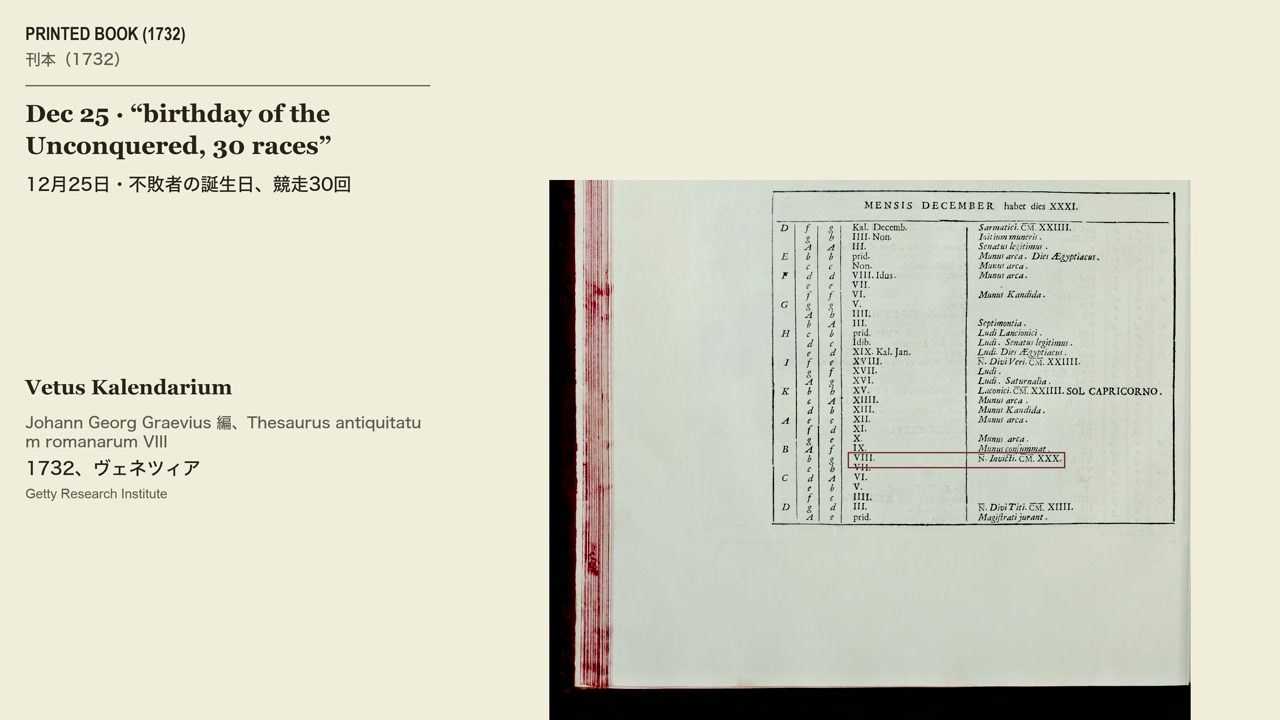 PRINTED BOOK (1732)
刊本（1732）
Dec 25 · “birthday of the
Unconquered, 30 races”
12月25日・不敗者の誕生日、競走30回
Vetus Kalendarium
Johann Georg Graevius 編、Thesaurus antiquitatu
m romanarum VIII
1732、ヴェネツィア
Getty Research Institute
MENSIS DECEMBER habet dies XXXI.
D f g Kal. Decemb. Sarmatici. C̅M̅. XXIIII.
g h IIII. Non. Initium muneris.
A A III. Senatus legitimus.
E b b prid. Munus arca. Dies Ægyptiacus.
c c Non. Munus arca.
F d d VIII. Idus. Munus arca.
e e VII.
f f VI. Munus Kandida.
G g g V.
A h IIII.
b A III. Septimontia.
H c b prid. Ludi Lancionici.
d c Idib. Ludi. Senatus legitimus.
e d XIX. Kal. Jan. Ludi. Dies Ægyptiacus.
I f e XVIII. N̅. Divi Veri. C̅M̅. XXIIII.
g f XVII. Ludi.
A g XVI. Ludi. Saturnalia.
K b h XV. Laconici. C̅M̅. XXIIII. SOL CAPRICORNO.
c A XIIII. Munus arca.
d b XIII. Munus Kandida.
A e c XII. Munus arca.
f d XI.
g e X. Munus arca.
B A f IX. Munus consummat.
b g VIII. N̅. Invicti. C̅M̅. XXX.
c h VII.
C d A VI.
e b V.
f c IIII.
D g d III. N̅. Divi Titi. C̅M̅. XIIII.
A e prid. Magiſtrati jurant.